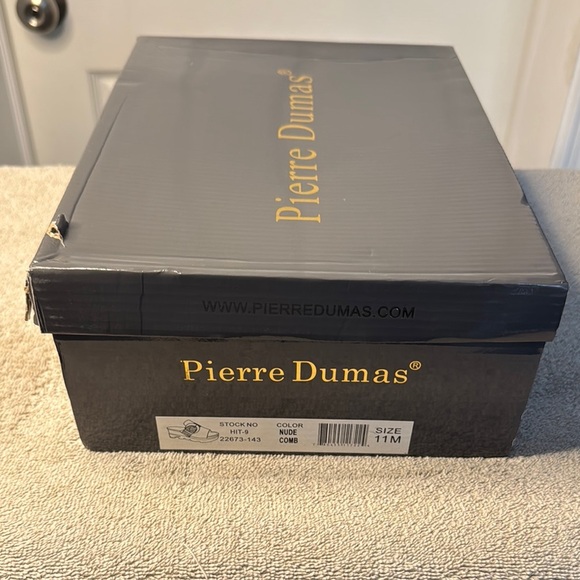 Pierre Dumas®
WWW.PIERREDUMAS.COM
Pierre Dumas®
STOCK NO
HIT-9
22673-143
COLOR
NUDE
COMB
SIZE
11M